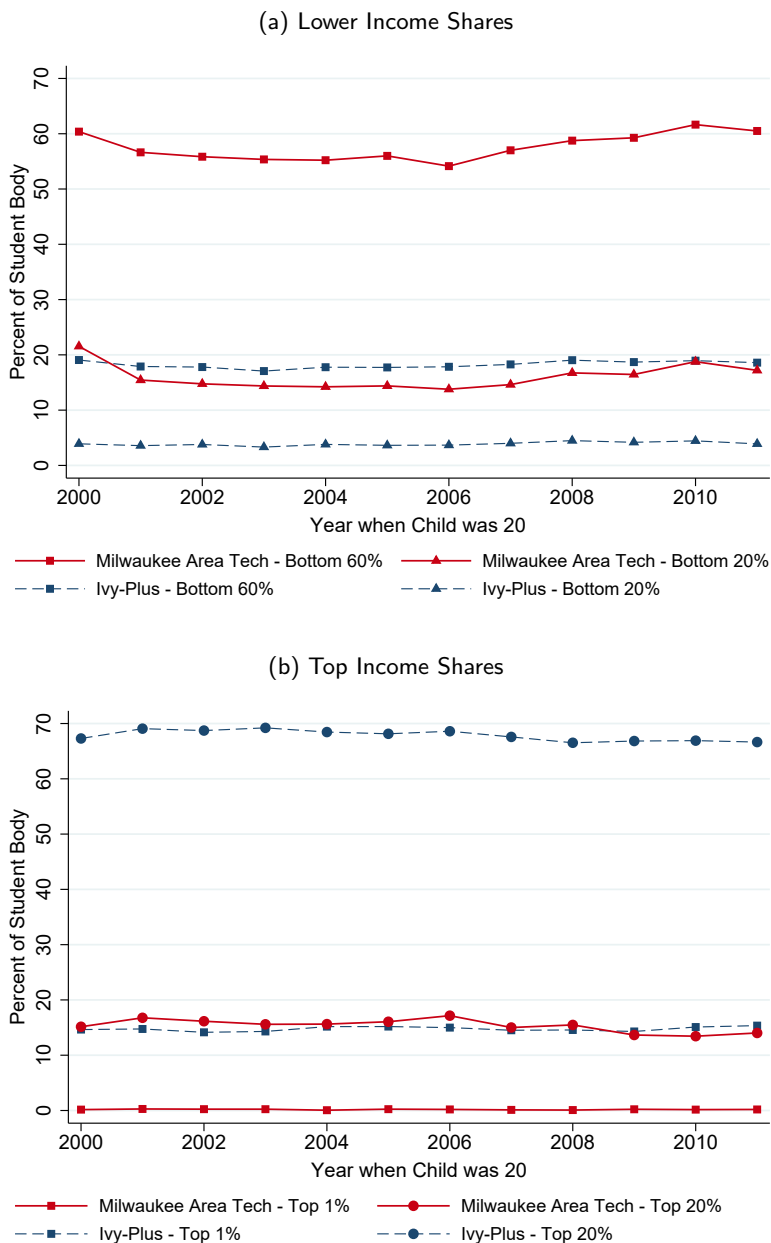 (a) Lower Income Shares
70
60
50
40
30
20
10
0
Percent of Student Body
2000 2002 2004 2006 2008 2010
Year when Child was 20
Milwaukee Area Tech - Bottom 60% Milwaukee Area Tech - Bottom 20%
Ivy-Plus - Bottom 60% Ivy-Plus - Bottom 20%
(b) Top Income Shares
70
60
50
40
30
20
10
0
Percent of Student Body
2000 2002 2004 2006 2008 2010
Year when Child was 20
Milwaukee Area Tech - Top 1% Milwaukee Area Tech - Top 20%
Ivy-Plus - Top 1% Ivy-Plus - Top 20%